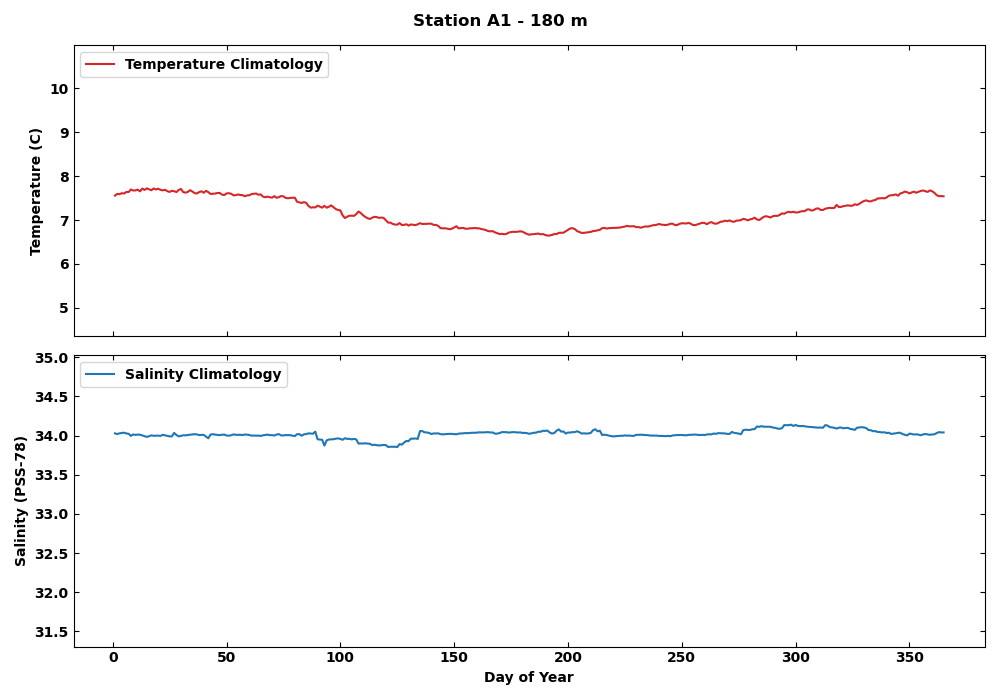 Station A1 - 180 m
Temperature Climatology
Temperature (C)
10
9
8
7
6
5
Salinity Climatology
Salinity (PSS-78)
35.0
34.5
34.0
33.5
33.0
32.5
32.0
31.5
0 50 100 150 200 250 300 350
Day of Year